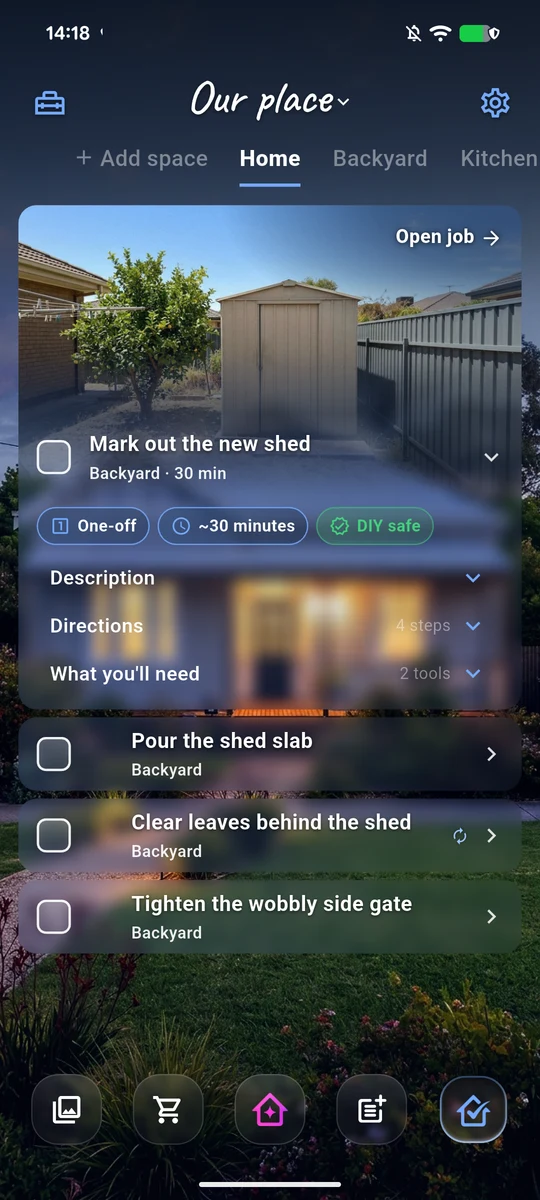 14:18
Our place
+ Add space
Home
Backyard
Kitchen
Open job →
Mark out the new shed
Backyard · 30 min
1 One-off
~30 minutes
DIY safe
Description
Directions
4 steps
What you'll need
2 tools
Pour the shed slab
Backyard
Clear leaves behind the shed
Backyard
Tighten the wobbly side gate
Backyard